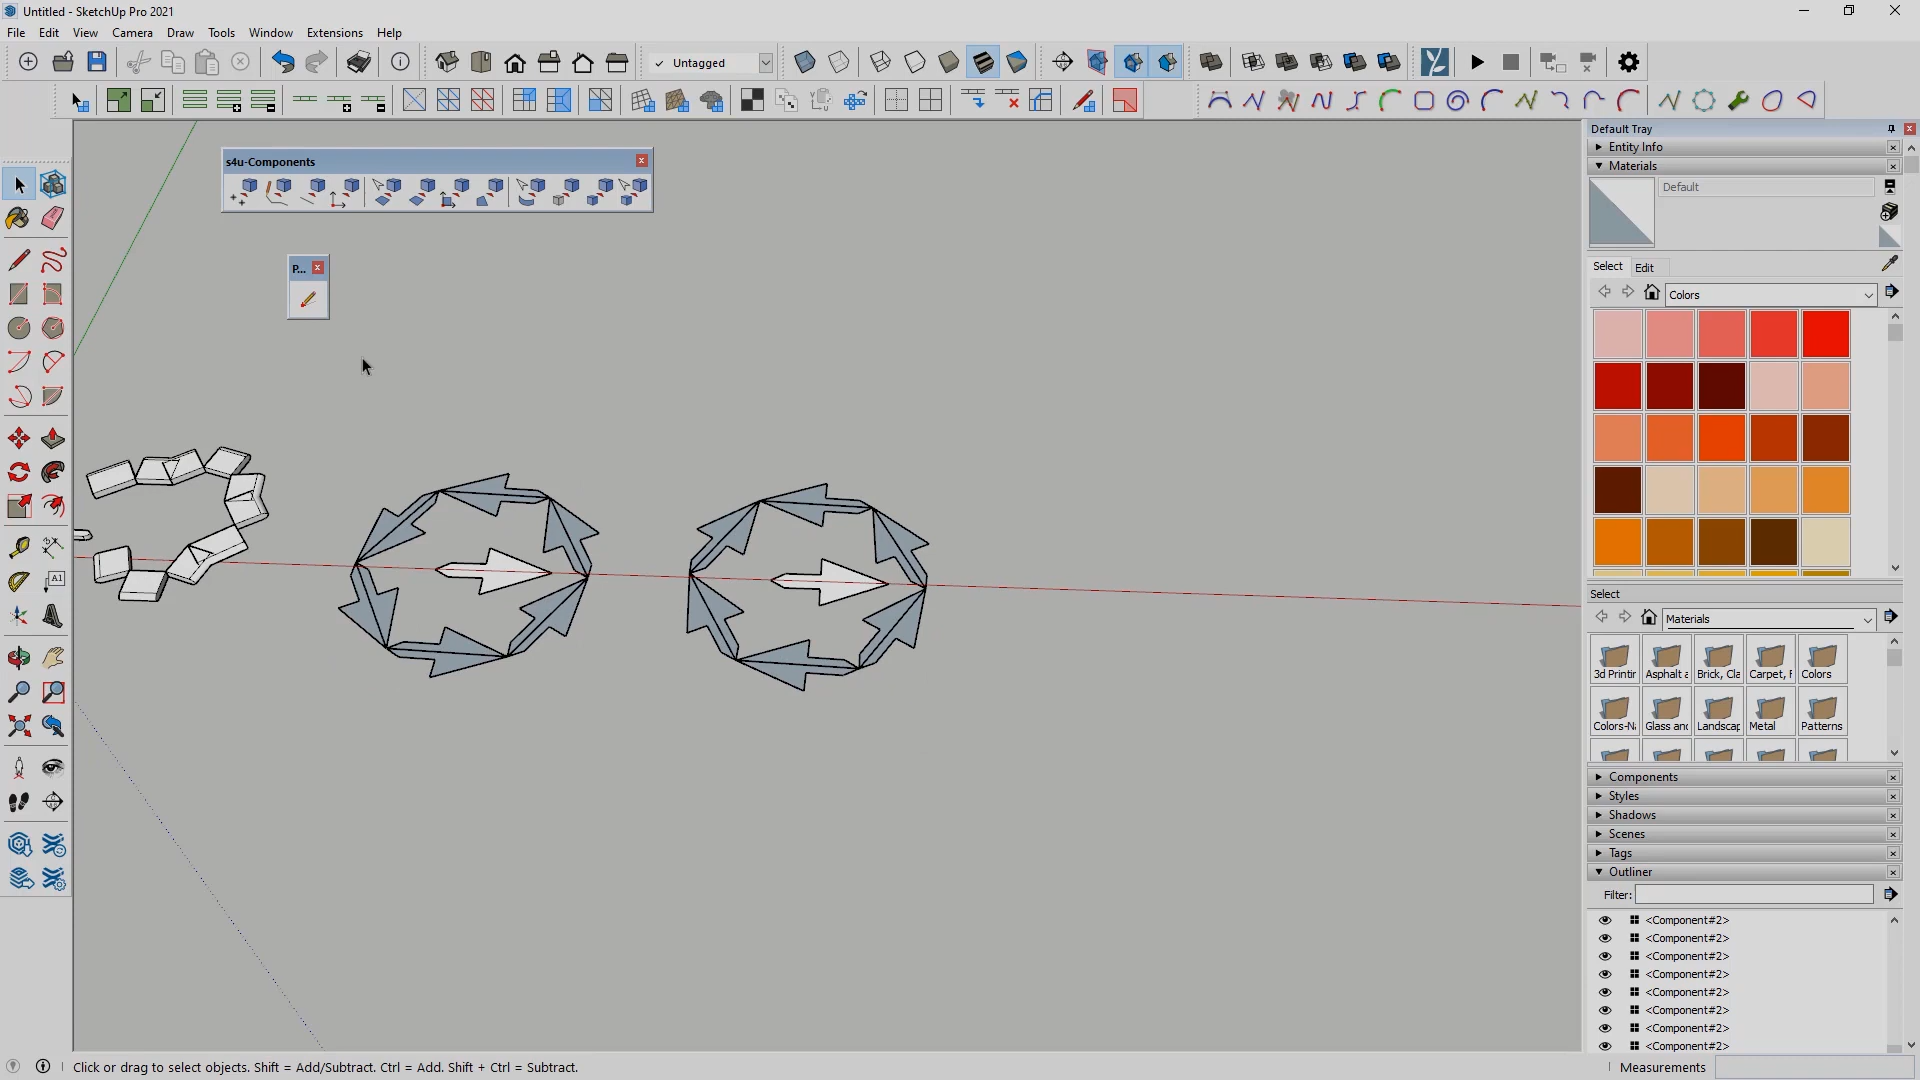 Untitled - SketchUp Pro 2021
File Edit View Camera Draw Tools Window Extensions Help
Untagged
s4u-Components
P...
A1
Default Tray
Entity Info
Materials
Default
Select Edit
Colors
Select
Materials
3d Printin Asphalt a Brick, Cla Carpet, F Colors
Colors-Na Glass and Landscap Metal Patterns
Components
Styles
Shadows
Scenes
Tags
Outliner
Filter:
<Component#2>
<Component#2>
<Component#2>
<Component#2>
<Component#2>
<Component#2>
<Component#2>
<Component#2>
Click or drag to select objects. Shift = Add/Subtract. Ctrl = Add. Shift + Ctrl = Subtract.
Measurements